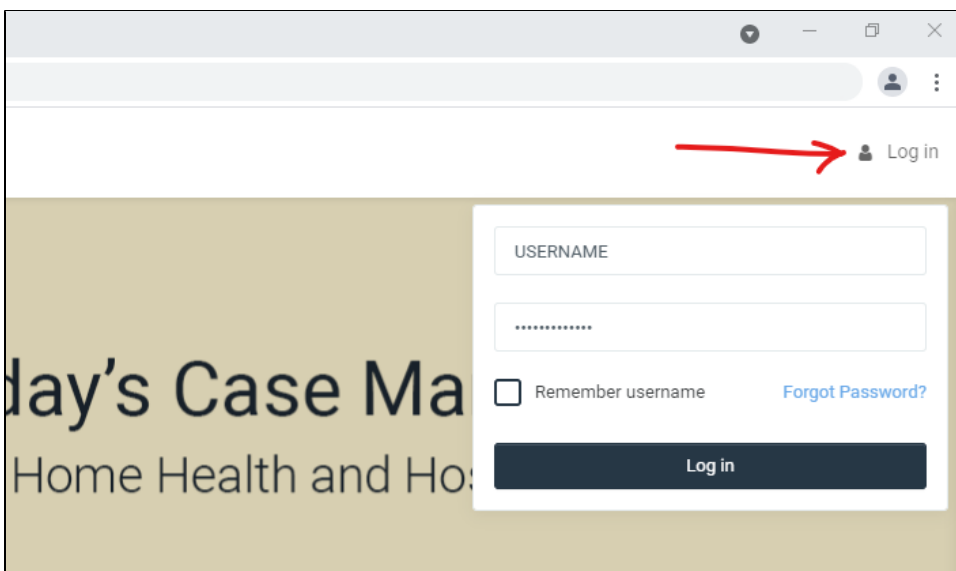 Log in
USERNAME
•••••••••••••
Remember username Forgot Password?
Log in
day's Case Ma
Home Health and Hos